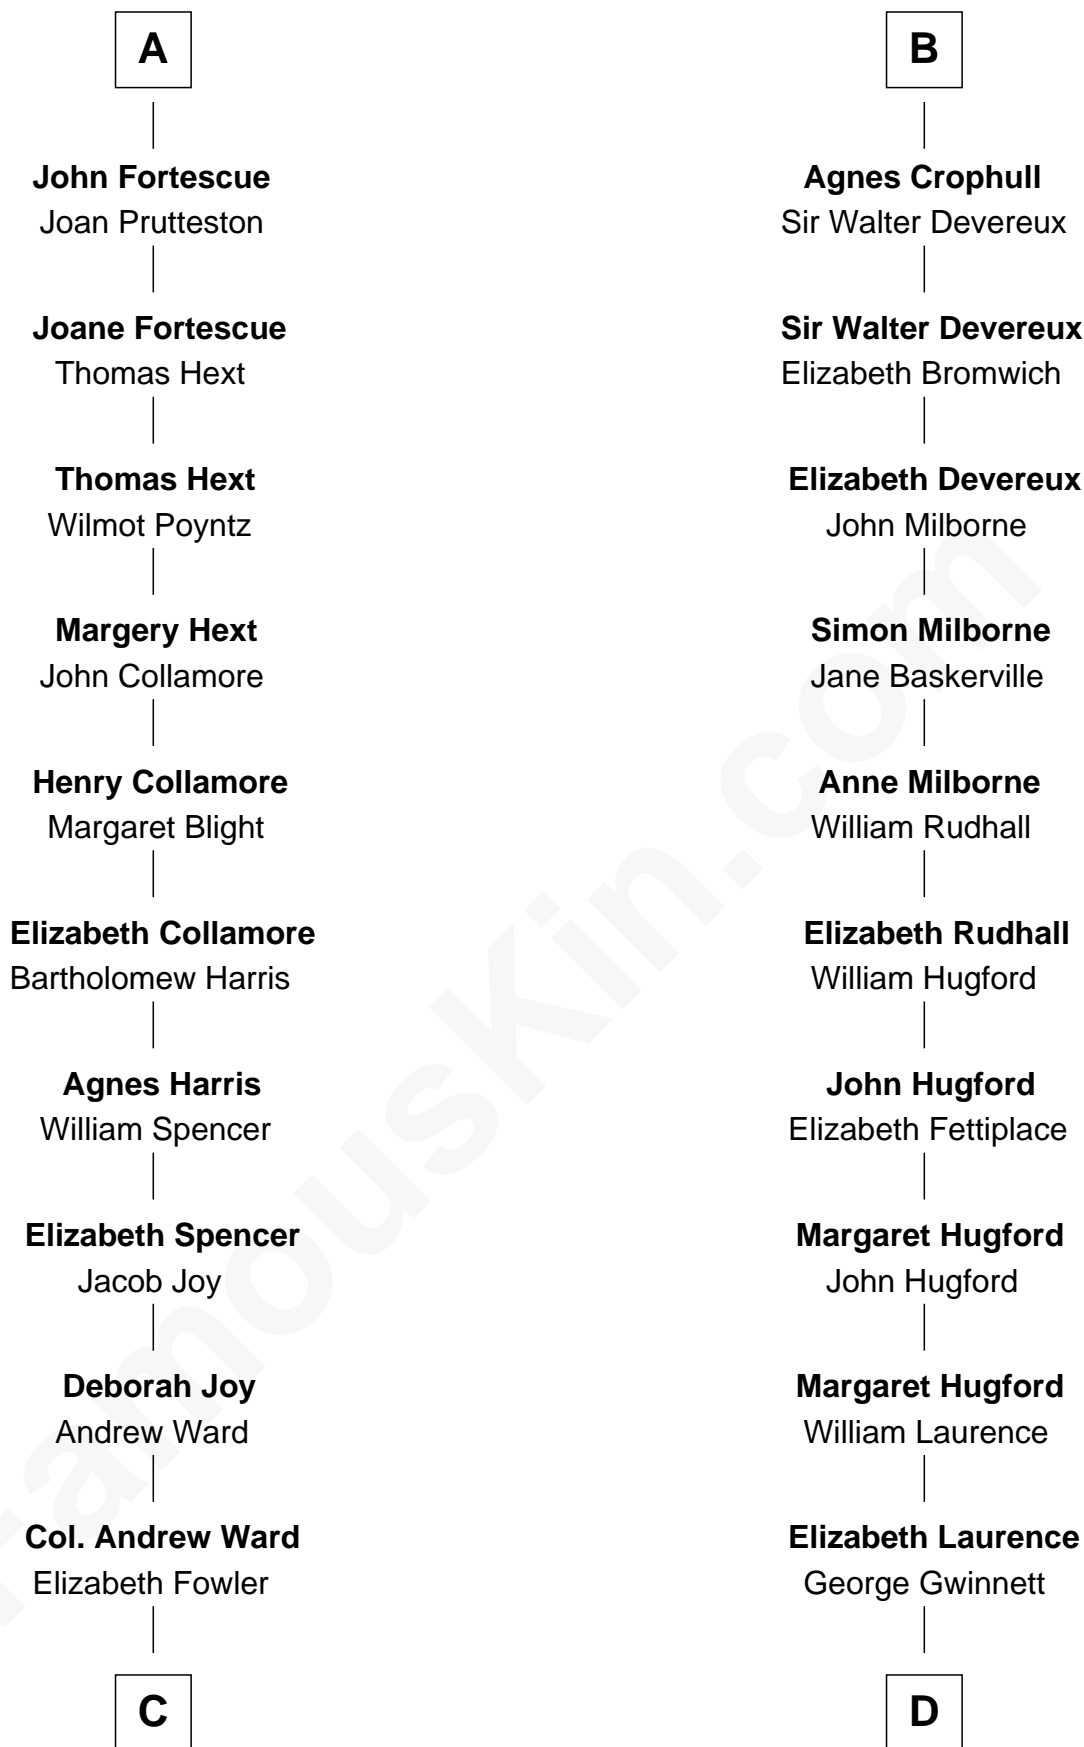 A
John Fortescue
Joan Prutteston
Joane Fortescue
Thomas Hext
Thomas Hext
Wilmot Poyntz
Margery Hext
John Collamore
Henry Collamore
Margaret Blight
Elizabeth Collamore
Bartholomew Harris
Agnes Harris
William Spencer
Elizabeth Spencer
Jacob Joy
Deborah Joy
Andrew Ward
Col. Andrew Ward
Elizabeth Fowler
C
B
Agnes Crophull
Sir Walter Devereux
Sir Walter Devereux
Elizabeth Bromwich
Elizabeth Devereux
John Milborne
Simon Milborne
Jane Baskerville
Anne Milborne
William Rudhall
Elizabeth Rudhall
William Hugford
John Hugford
Elizabeth Fettiplace
Margaret Hugford
John Hugford
Margaret Hugford
William Laurence
Elizabeth Laurence
George Gwinnett
D
FamousKin.com